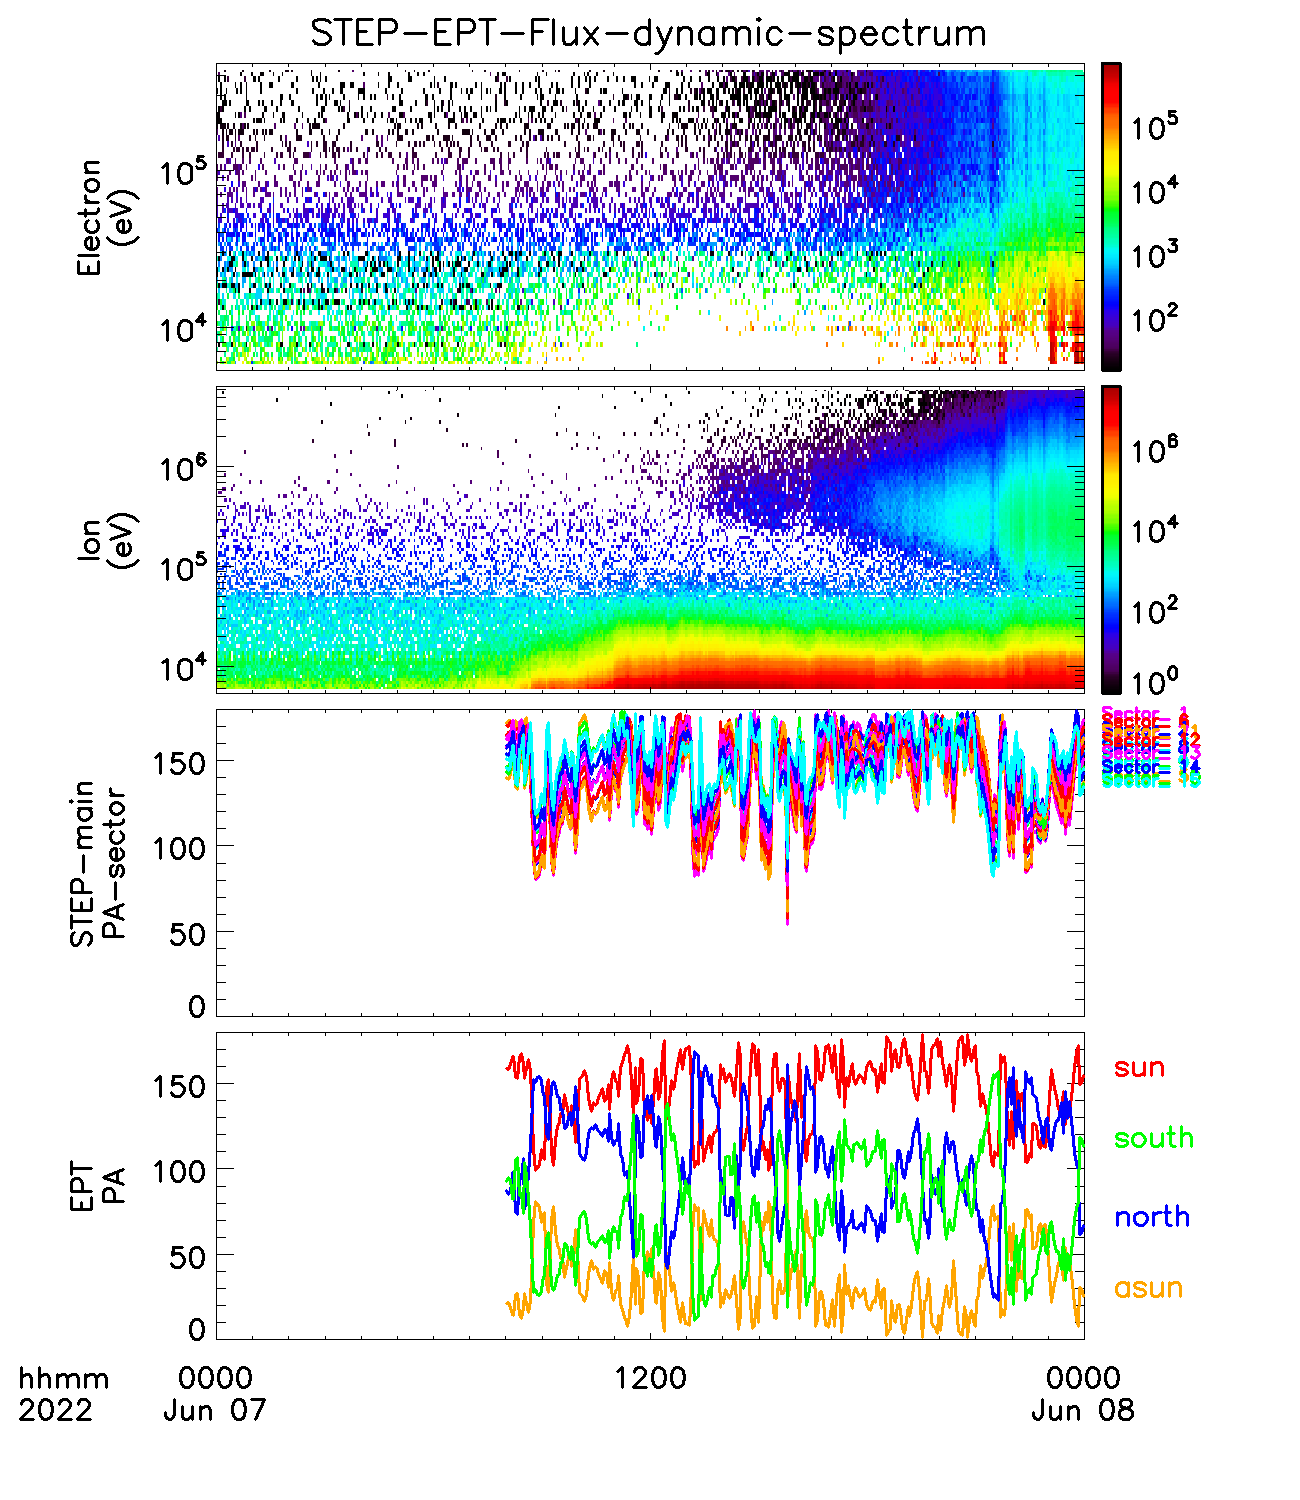 STEP-EPT-Flux-dynamic-spectrum
Electron
(eV)
10^5
10^4
10^5
10^4
10^3
10^2
Ion
(eV)
10^6
10^5
10^4
10^6
10^4
10^2
10^0
STEP-main
PA-sector
150
100
50
0
Sector- 1
Sector- 14
EPT
PA
150
100
50
0
sun
south
north
asun
hhmm
2022
0000
Jun 07
1200
0000
Jun 08